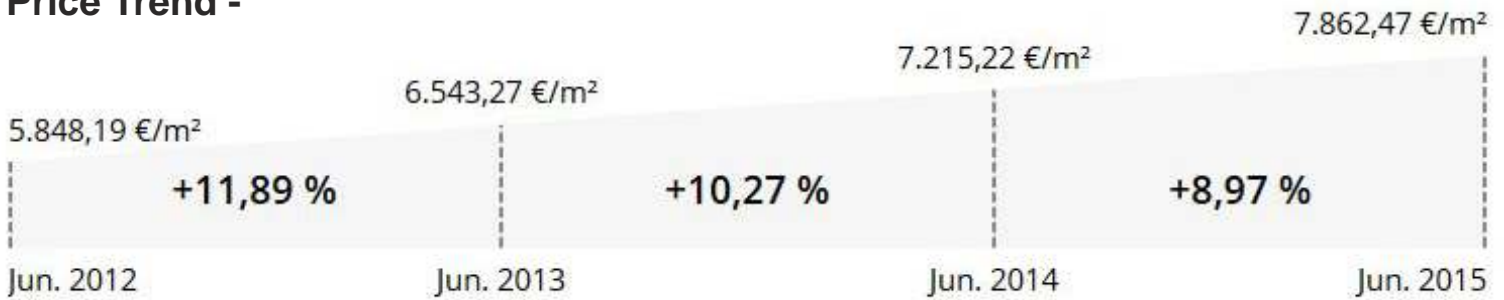 Price Trend -
7.862,47 €/m²
7.215,22 €/m²
6.543,27 €/m²
5.848,19 €/m²
+11,89 % +10,27 % +8,97 %
Jun. 2012 Jun. 2013 Jun. 2014 Jun. 2015